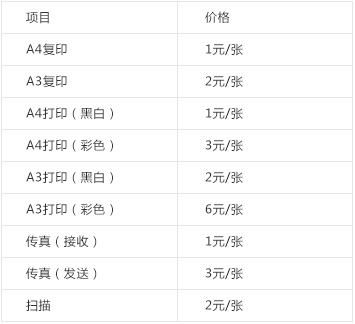 项目 价格
A4复印 1元/张
A3复印 2元/张
A4打印（黑白） 1元/张
A4打印（彩色） 3元/张
A3打印（黑白） 2元/张
A3打印（彩色） 6元/张
传真（接收） 1元/张
传真（发送） 3元/张
扫描 2元/张